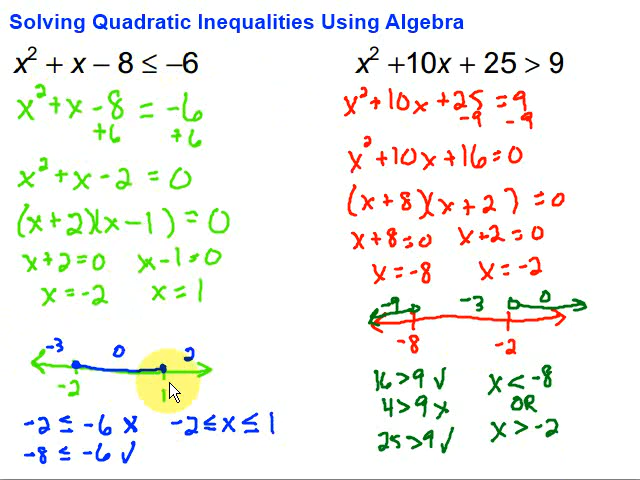 Solving Quadratic Inequalities Using Algebra
x² + x – 8 ≤ –6
x² + x - 8 = -6
+6 +6
x² + x - 2 = 0
(x + 2)(x - 1) = 0
x + 2 = 0 x - 1 = 0
x = -2 x = 1
-3 0 2
-2 1
-2 ≤ -6 x -2 ≤ x ≤ 1
-8 ≤ -6 ✓
x² +10x + 25 > 9
x² + 10x + 25 = 9
-9 -9
x² + 10x + 16 = 0
(x + 8)(x + 2) = 0
x + 8 = 0 x + 2 = 0
x = -8 x = -2
-9 -3 0
-8 -2
16 > 9 ✓ x < -8
4 > 9 x OR
25 > 9 ✓ x > -2